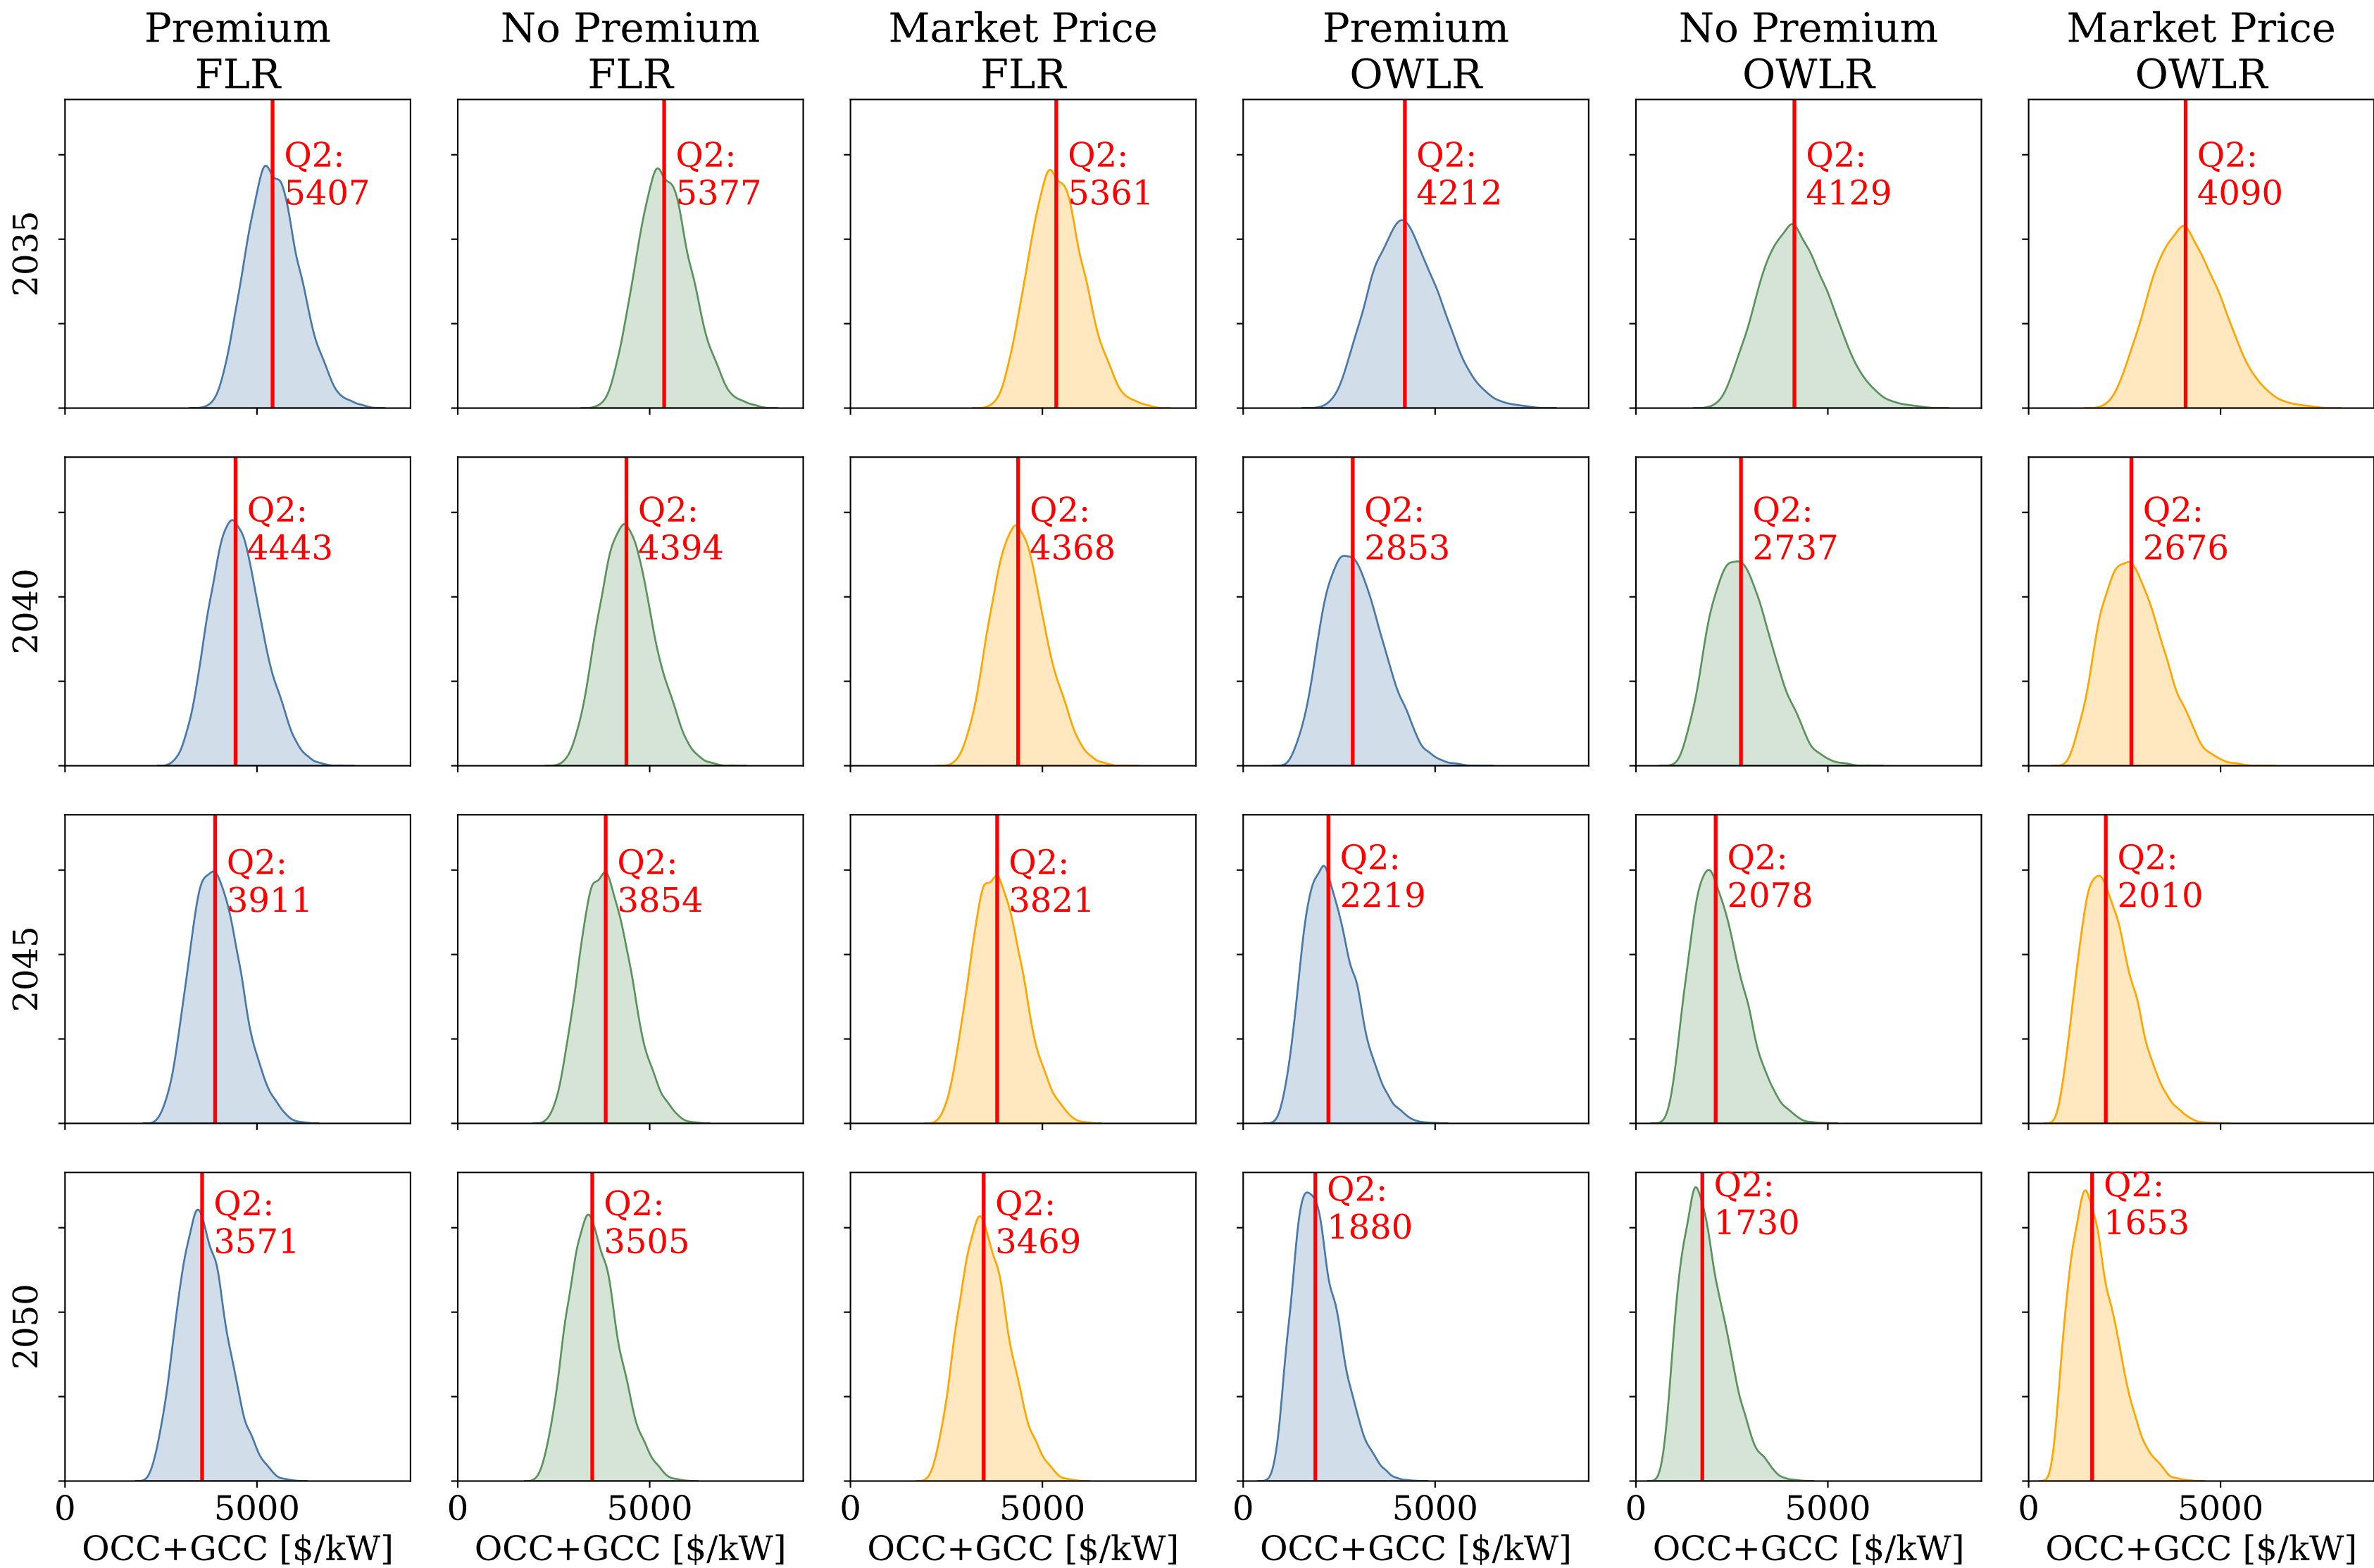 Premium
FLR
No Premium
FLR
Market Price
FLR
Premium
OWLR
No Premium
OWLR
Market Price
OWLR
2035
Q2:
5407
Q2:
5377
Q2:
5361
Q2:
4212
Q2:
4129
Q2:
4090
2040
Q2:
4443
Q2:
4394
Q2:
4368
Q2:
2853
Q2:
2737
Q2:
2676
2045
Q2:
3911
Q2:
3854
Q2:
3821
Q2:
2219
Q2:
2078
Q2:
2010
2050
Q2:
3571
Q2:
3505
Q2:
3469
Q2:
1880
Q2:
1730
Q2:
1653
0 5000
OCC+GCC [$/kW]
0 5000
OCC+GCC [$/kW]
0 5000
OCC+GCC [$/kW]
0 5000
OCC+GCC [$/kW]
0 5000
OCC+GCC [$/kW]
0 5000
OCC+GCC [$/kW]